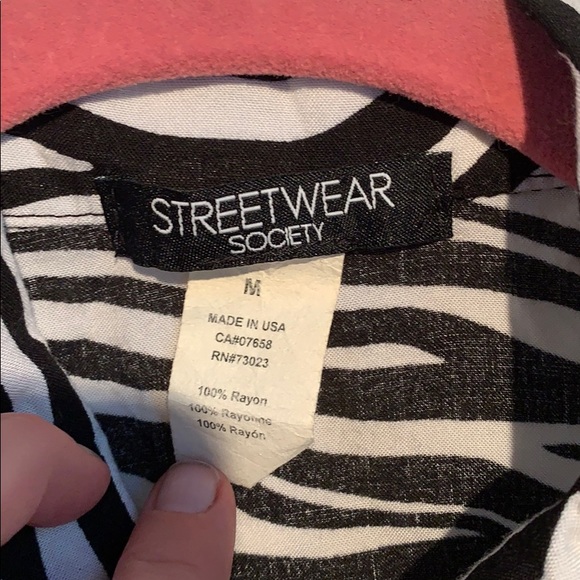 STREETWEAR
SOCIETY
M
MADE IN USA
CA#07658
RN#73023
100% Rayon
100% Rayonne
100% Rayón